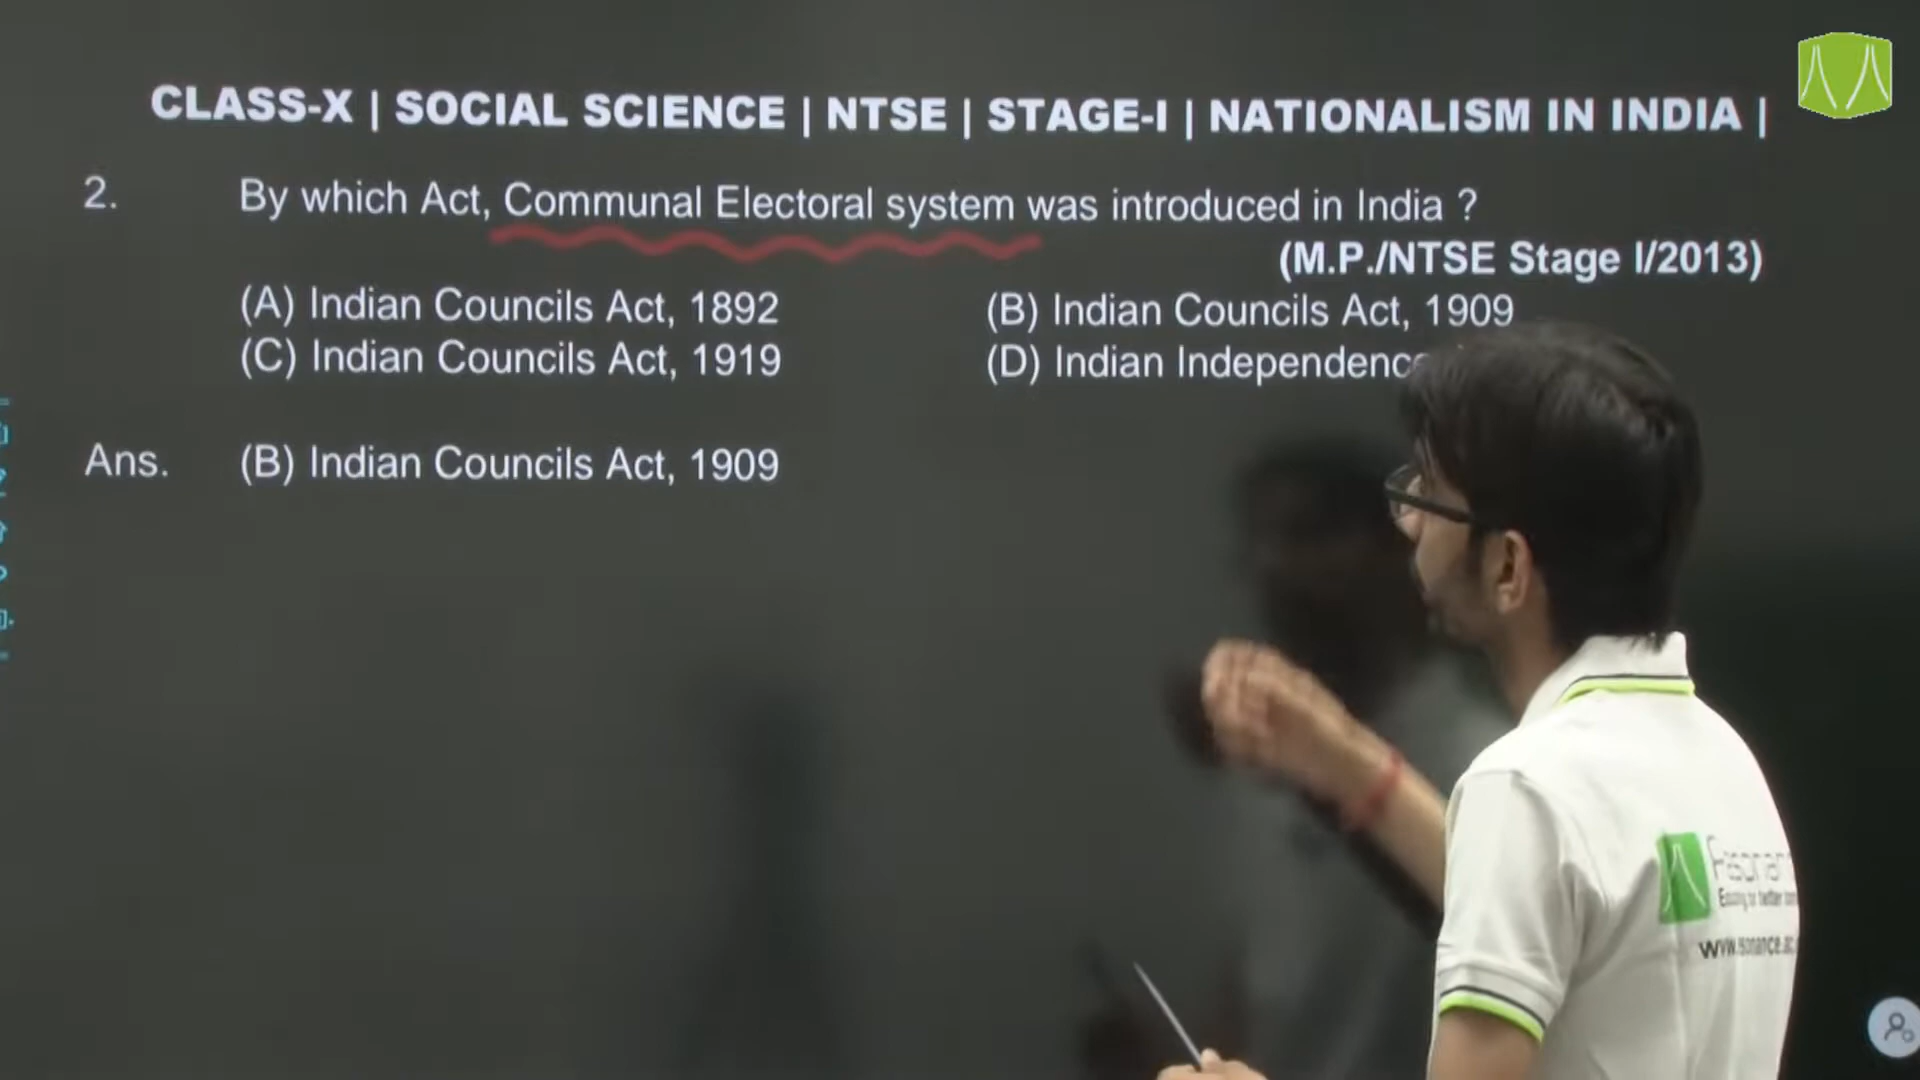 CLASS-X | SOCIAL SCIENCE | NTSE | STAGE-I | NATIONALISM IN INDIA |
2. By which Act, Communal Electoral system was introduced in India ?
(M.P./NTSE Stage I/2013)
(A) Indian Councils Act, 1892 (B) Indian Councils Act, 1909
(C) Indian Councils Act, 1919 (D) Indian
Ans. (B) Indian Councils Act, 1909